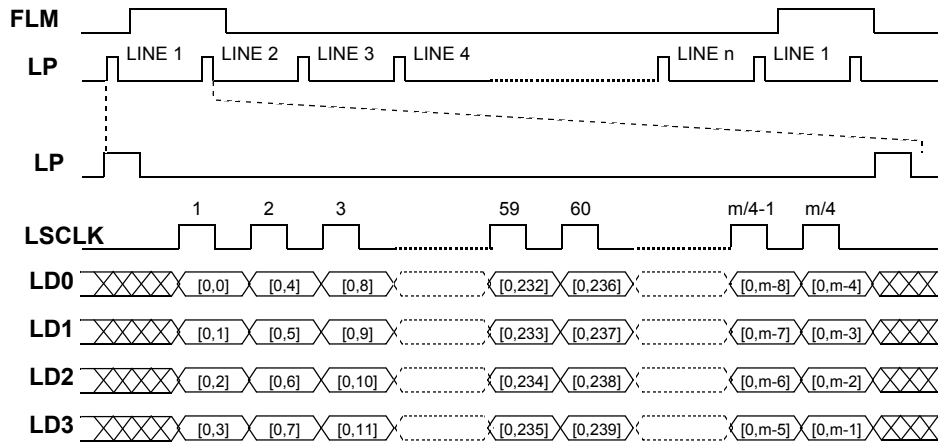 FLM
LP LINE 1 LINE 2 LINE 3 LINE 4 LINE n LINE 1
LP
1 2 3 59 60 m/4-1 m/4
LSCLK
LD0 [0,0] [0,4] [0,8] [0,232] [0,236] [0,m-8] [0,m-4]
LD1 [0,1] [0,5] [0,9] [0,233] [0,237] [0,m-7] [0,m-3]
LD2 [0,2] [0,6] [0,10] [0,234] [0,238] [0,m-6] [0,m-2]
LD3 [0,3] [0,7] [0,11] [0,235] [0,239] [0,m-5] [0,m-1]